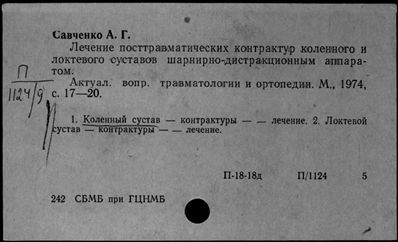 Савченко А. Г.
Лечение посттравматических контрактур коленного и
локтевого суставов шарнирно-дистракционным аппара-
том.
П
1124/9
Актуал. вопр. травматологии и ортопедии. М., 1974,
с. 17—20.
1. Коленный сустав — контрактуры — — лечение. 2. Локтевой
сустав — контрактуры — — лечение.
П-18-18д П/1124 5
242 СБМБ при ГЦНМБ